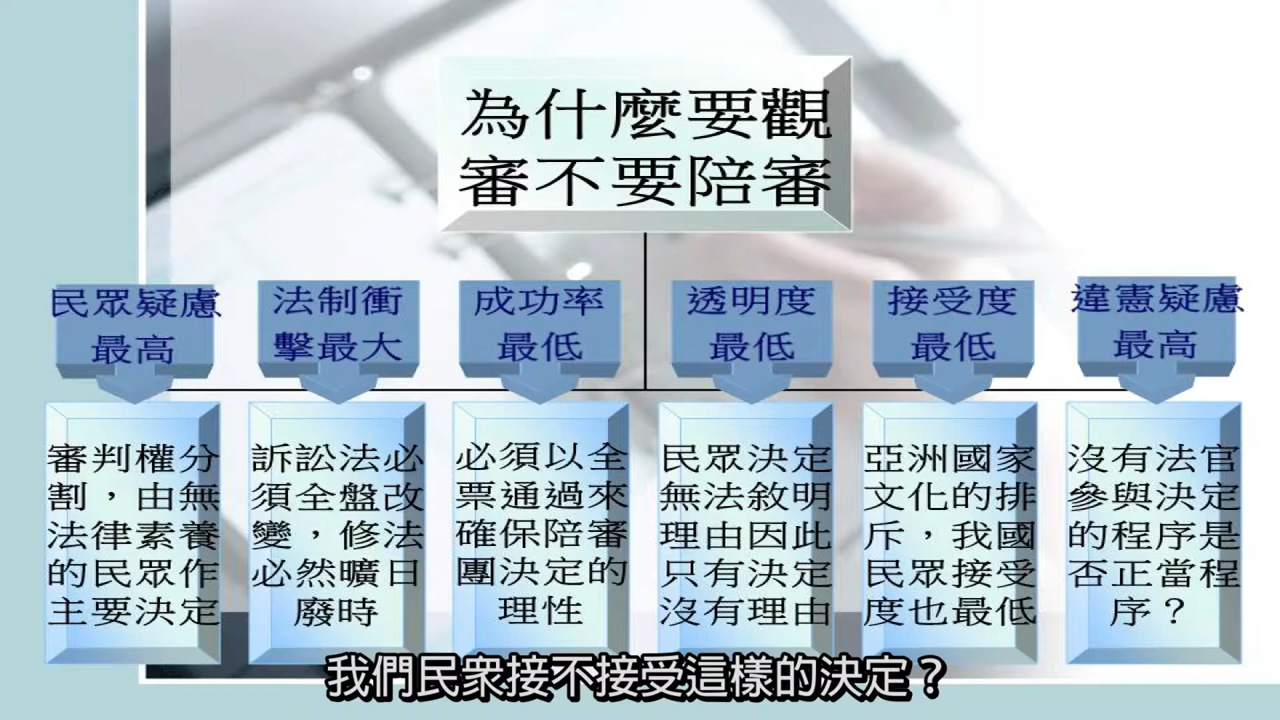 為什麼要觀
審不要陪審
民眾疑慮
最高
法制衝
擊最大
成功率
最低
透明度
最低
接受度
最低
違憲疑慮
最高
審判權分
割，由無
法律素養
的民眾作
主要決定
訴訟法必
須全盤改
變，修法
必然曠日
廢時
必須以全
票通過來
確保陪審
團決定的
理性
民眾決定
無法敘明
理由因此
只有決定
沒有理由
亞洲國家
文化的排
斥，我國
民眾接受
度也最低
沒有法官
參與決定
的程序是
否正當程
序？
我們民眾接不接受這樣的決定？